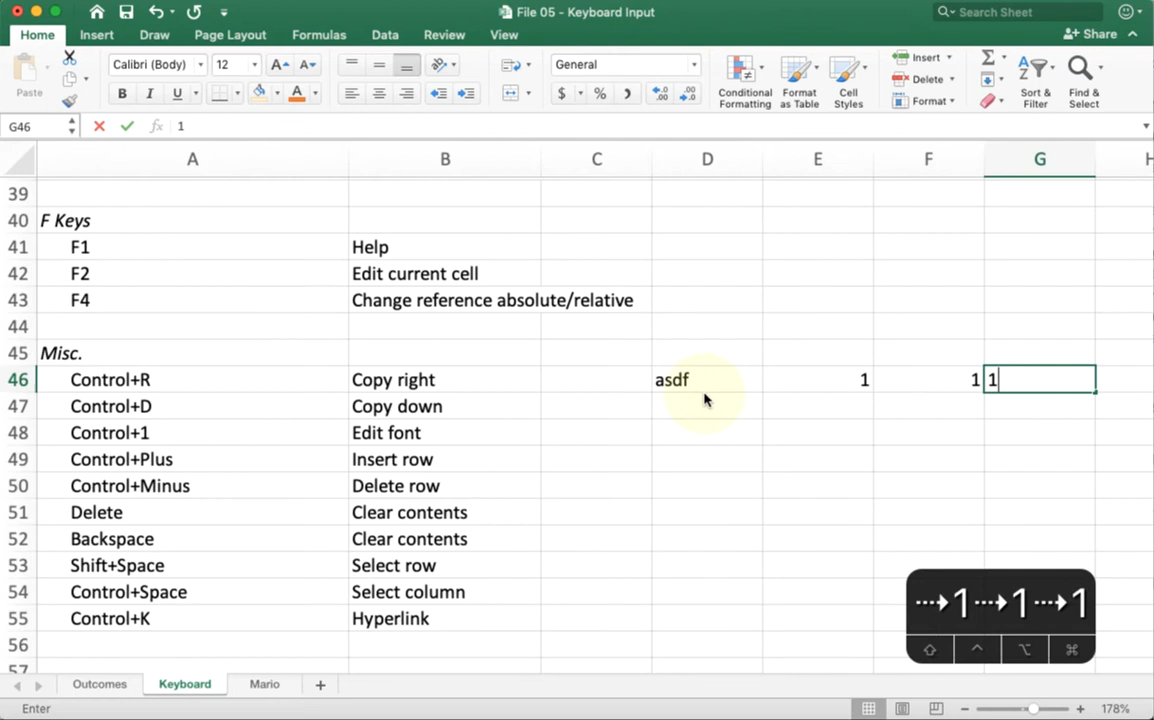 File 05 - Keyboard Input
Search Sheet
Home Insert Draw Page Layout Formulas Data Review View
Share
Paste
Calibri (Body) 12
B I U A
General
$ % )
Conditional Formatting
Format as Table
Cell Styles
Insert
Delete
Format
Sort & Filter
Find & Select
G46 fx 1
A B C D E F G H
39
40 F Keys
41 F1 Help
42 F2 Edit current cell
43 F4 Change reference absolute/relative
44
45 Misc.
46 Control+R Copy right asdf 1 1 1
47 Control+D Copy down
48 Control+1 Edit font
49 Control+Plus Insert row
50 Control+Minus Delete row
51 Delete Clear contents
52 Backspace Clear contents
53 Shift+Space Select row
54 Control+Space Select column
55 Control+K Hyperlink
56
57
⇢1⇢1⇢1
⇧ ^ ⌥ ⌘
Outcomes Keyboard Mario +
Enter
178%